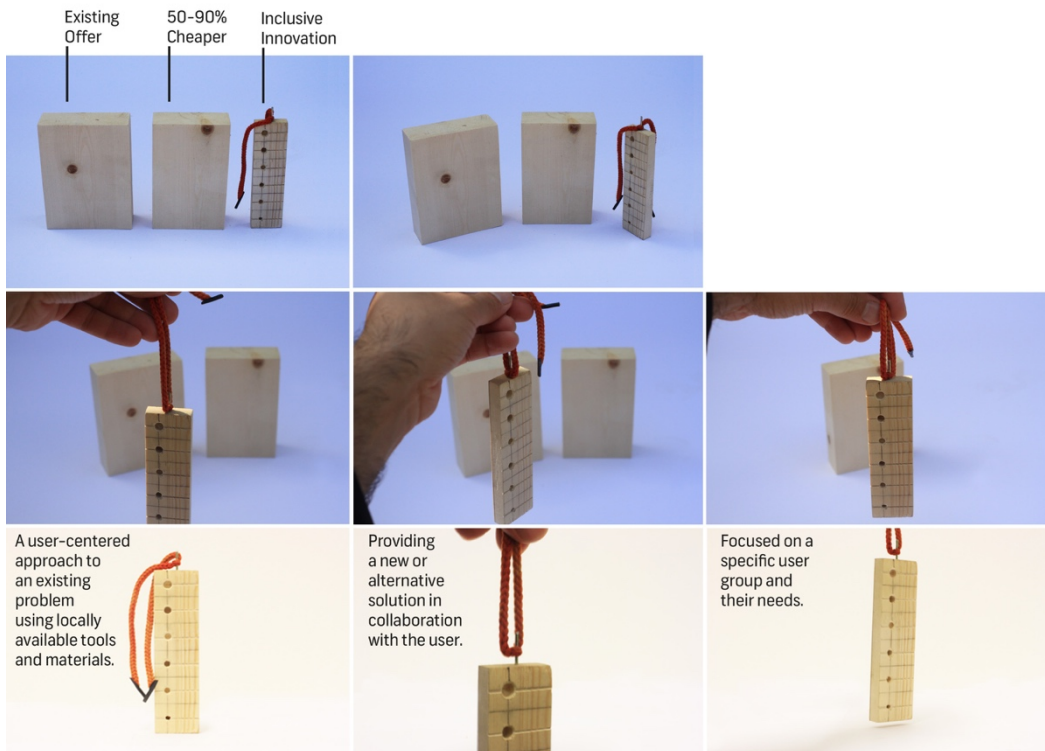 Existing
Offer
50-90%
Cheaper
Inclusive
Innovation
A user-centered
approach to
an existing
problem
using locally
available tools
and materials.
Providing
a new or
alternative
solution in
collaboration
with the user.
Focused on a
specific user
group and
their needs.